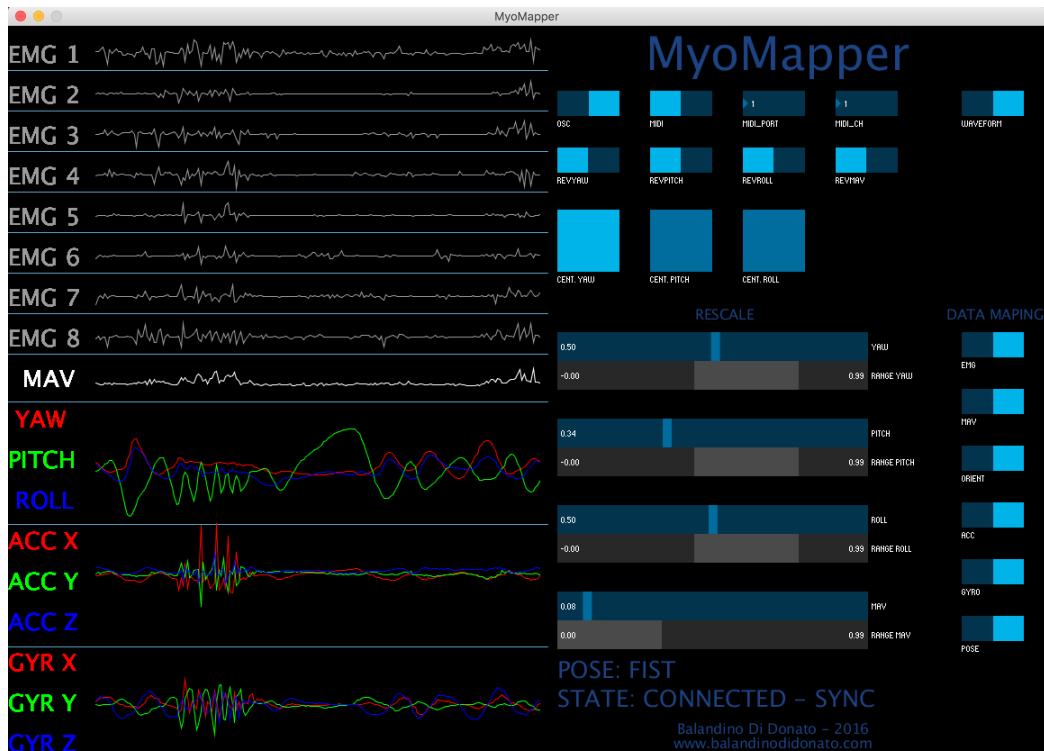 MyoMapper
EMG 1
EMG 2
EMG 3
EMG 4
EMG 5
EMG 6
EMG 7
EMG 8
MAV
YAW
PITCH
ROLL
ACC X
ACC Y
ACC Z
GYR X
GYR Y
GYR Z
MyoMapper
1 1
OSC MIDI MIDI_PORT MIDI_CH WAVEFORM
REVYAW REVPITCH REVROLL REVMAV
CENT. YAW CENT. PITCH CENT. ROLL
RESCALE
0.50 YAW
-0.00 0.99 RANGE YAW
0.34 PITCH
-0.00 0.99 RANGE PITCH
0.50 ROLL
-0.00 0.99 RANGE ROLL
0.08 MAV
0.00 0.99 RANGE MAV
DATA MAPING
EMG
MAV
ORIENT
ACC
GYRO
POSE
POSE: FIST
STATE: CONNECTED – SYNC
Balandino Di Donato – 2016
www.balandinodidonato.com